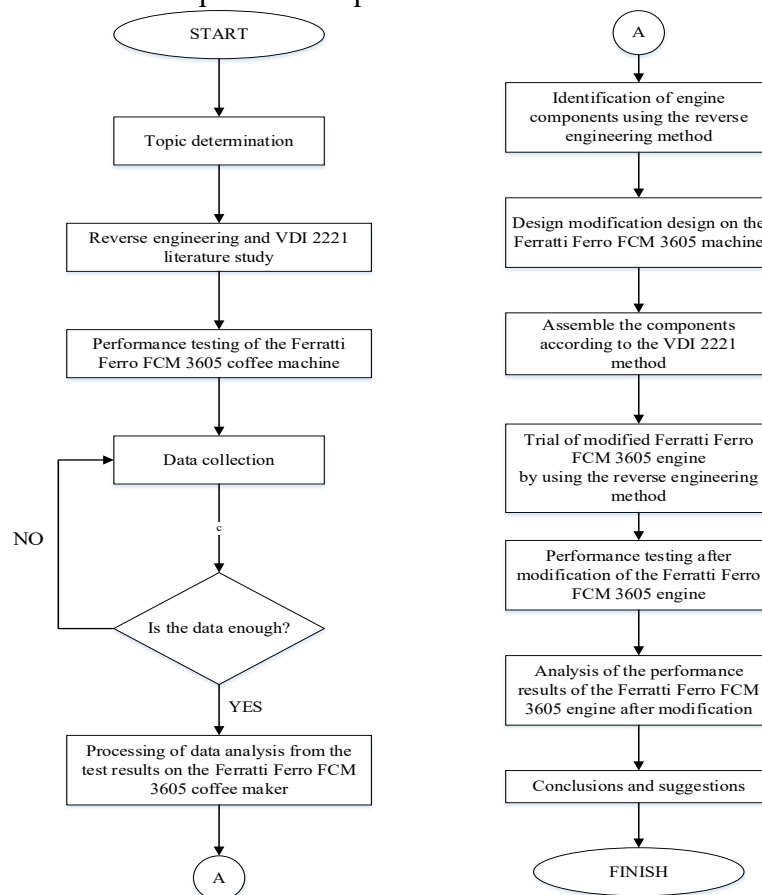 START
Topic determination
Reverse engineering and VDI 2221
literature study
Performance testing of the Ferratti
Ferro FCM 3605 coffee machine
Data collection
c
NO
Is the data enough?
YES
Processing of data analysis from the
test results on the Ferratti Ferro FCM
3605 coffee maker
A
A
Identification of engine
components using the reverse
engineering method
Design modification design on the
Ferratti Ferro FCM 3605 machine
Assemble the components
according to the VDI 2221
method
Trial of modified Ferratti Ferro
FCM 3605 engine
by using the reverse engineering
method
Performance testing after
modification of the Ferratti Ferro
FCM 3605 engine
Analysis of the performance
results of the Ferratti Ferro FCM
3605 engine after modification
Conclusions and suggestions
FINISH